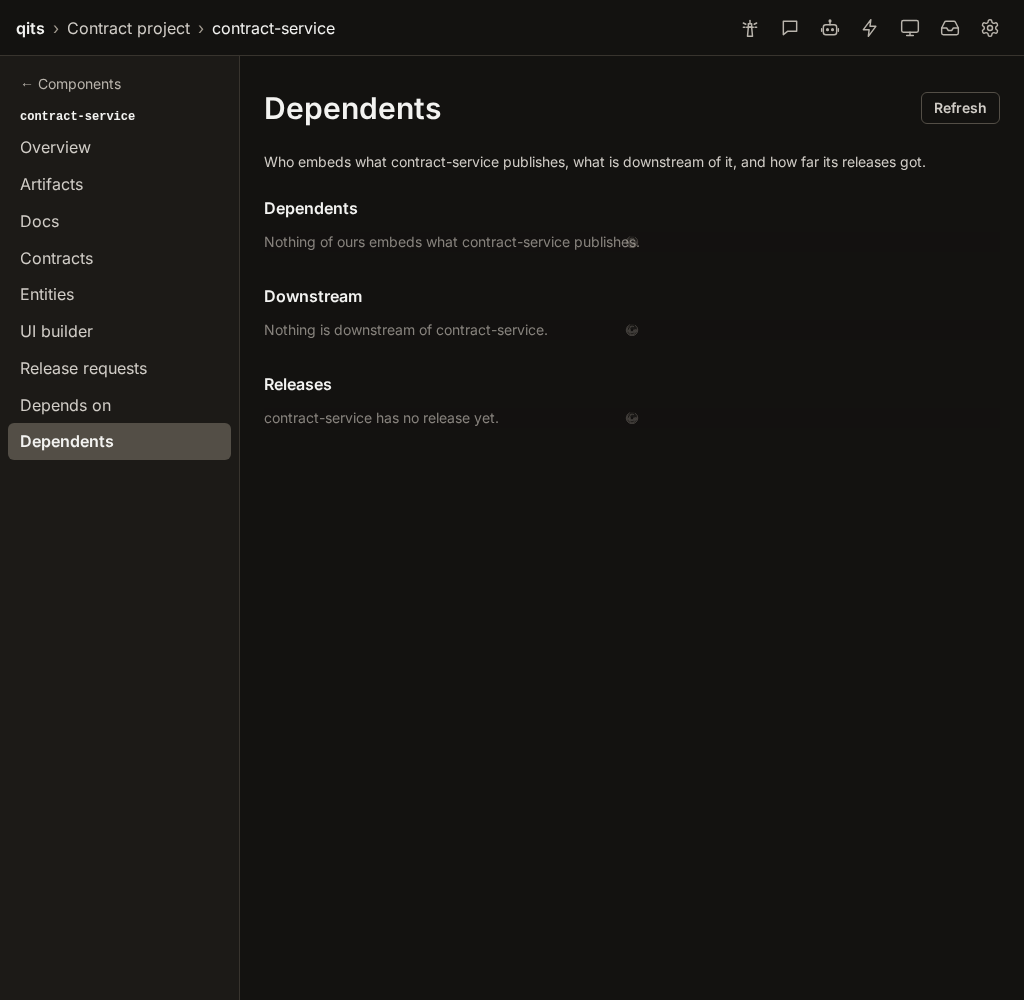 qits › Contract project › contract-service
← Components
contract-service
Overview
Artifacts
Docs
Contracts
Entities
UI builder
Release requests
Depends on
Dependents
Dependents
Refresh
Who embeds what contract-service publishes, what is downstream of it, and how far its releases got.
Dependents
Nothing of ours embeds what contract-service publishes.
Downstream
Nothing is downstream of contract-service.
Releases
contract-service has no release yet.